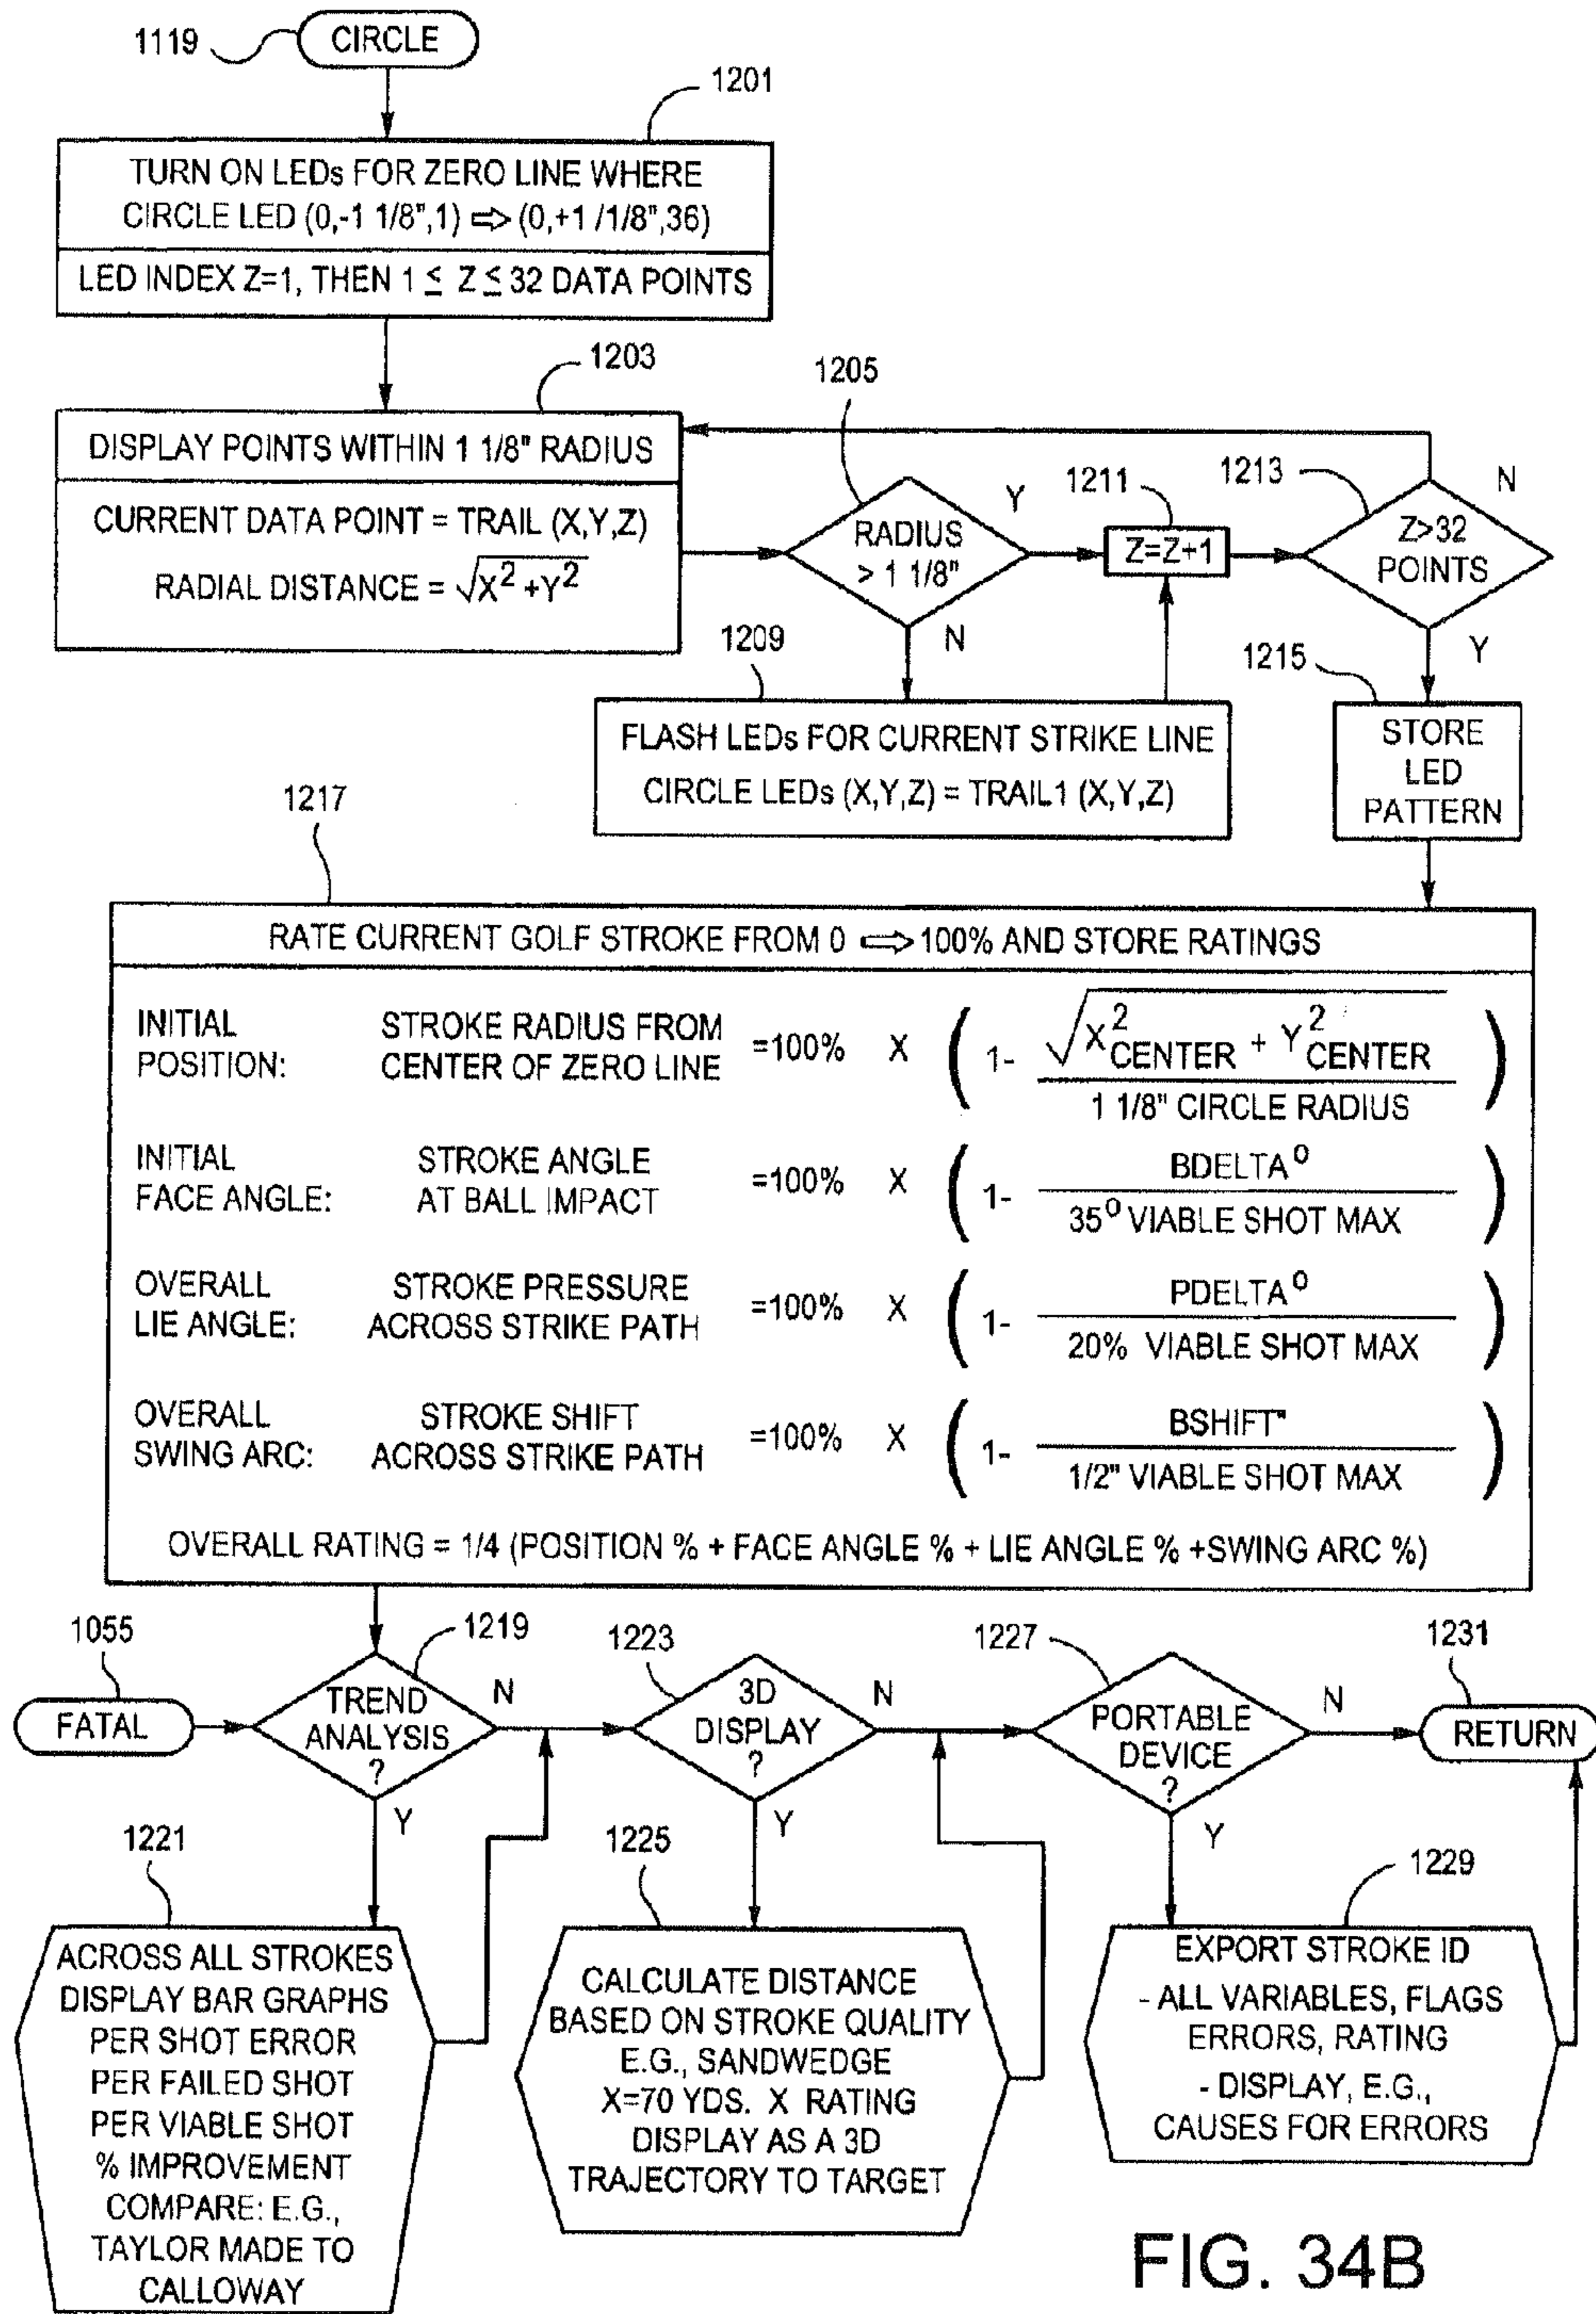 1119
CIRCLE
1201
TURN ON LEDs FOR ZERO LINE WHERE
CIRCLE LED (0,-1 1/8",1) ⇨ (0,+1 /1/8",36)
LED INDEX Z=1, THEN 1 ≤ Z ≤ 32 DATA POINTS
1203
DISPLAY POINTS WITHIN 1 1/8" RADIUS
CURRENT DATA POINT = TRAIL (X,Y,Z)
RADIAL DISTANCE = √X² +Y²
1205
RADIUS
> 1 1/8"
Y
N
1211
Z=Z+1
1213
Z>32
POINTS
N
Y
1209
FLASH LEDs FOR CURRENT STRIKE LINE
CIRCLE LEDs (X,Y,Z) = TRAIL1 (X,Y,Z)
1215
STORE
LED
PATTERN
1217
RATE CURRENT GOLF STROKE FROM 0 ⇨ 100% AND STORE RATINGS
INITIAL
POSITION:
STROKE RADIUS FROM
CENTER OF ZERO LINE
=100% X ( 1- √X²CENTER + Y²CENTER
1 1/8" CIRCLE RADIUS )
INITIAL
FACE ANGLE:
STROKE ANGLE
AT BALL IMPACT
=100% X ( 1- BDELTA⁰
35⁰ VIABLE SHOT MAX )
OVERALL
LIE ANGLE:
STROKE PRESSURE
ACROSS STRIKE PATH
=100% X ( 1- PDELTA⁰
20% VIABLE SHOT MAX )
OVERALL
SWING ARC:
STROKE SHIFT
ACROSS STRIKE PATH
=100% X ( 1- BSHIFT"
1/2" VIABLE SHOT MAX )
OVERALL RATING = 1/4 (POSITION % + FACE ANGLE % + LIE ANGLE % +SWING ARC %)
1055
FATAL
1219
TREND
ANALYSIS
?
N
Y
1223
3D
DISPLAY
?
N
Y
1227
PORTABLE
DEVICE
?
N
Y
1231
RETURN
1221
ACROSS ALL STROKES
DISPLAY BAR GRAPHS
PER SHOT ERROR
PER FAILED SHOT
PER VIABLE SHOT
% IMPROVEMENT
COMPARE: E.G.,
TAYLOR MADE TO
CALLOWAY
1225
CALCULATE DISTANCE
BASED ON STROKE QUALITY
E.G., SANDWEDGE
X=70 YDS. X RATING
DISPLAY AS A 3D
TRAJECTORY TO TARGET
1229
EXPORT STROKE ID
- ALL VARIABLES, FLAGS
ERRORS, RATING
- DISPLAY, E.G.,
CAUSES FOR ERRORS
FIG. 34B